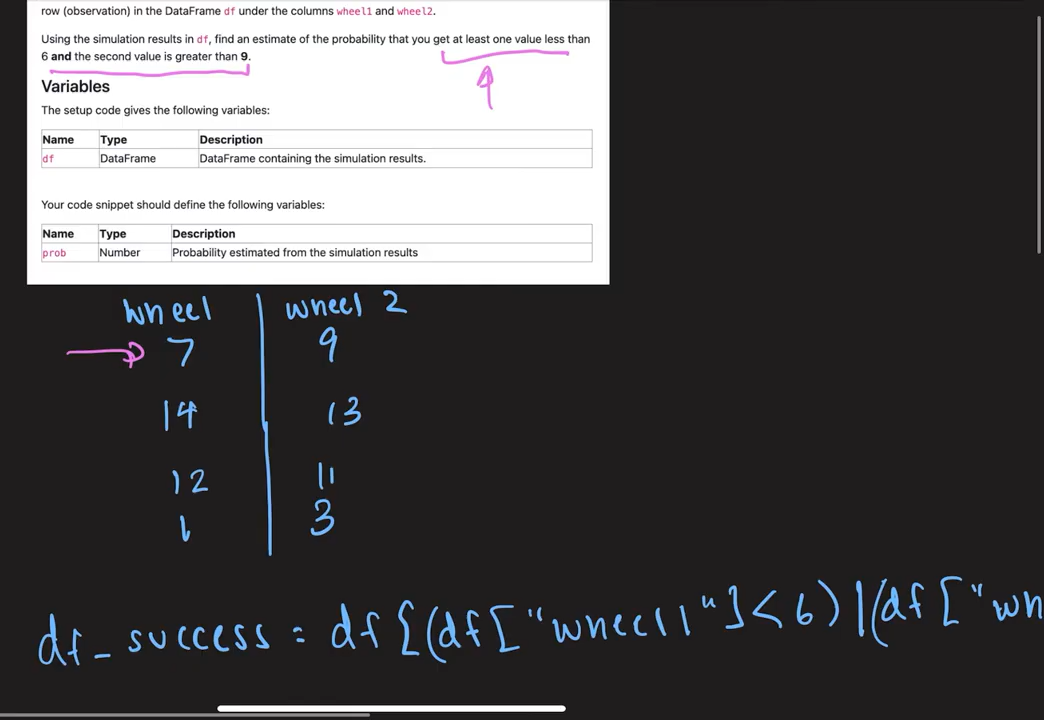 row (observation) in the DataFrame df under the columns wheel1 and wheel2.
Using the simulation results in df, find an estimate of the probability that you get at least one value less than
6 and the second value is greater than 9.
Variables
The setup code gives the following variables:
Name Type Description
df DataFrame DataFrame containing the simulation results.
Your code snippet should define the following variables:
Name Type Description
prob Number Probability estimated from the simulation results
wheel wheel 2
7 9
14 13
12 11
3
df_success = df[(df["wheel1"]<6)|(df["wh